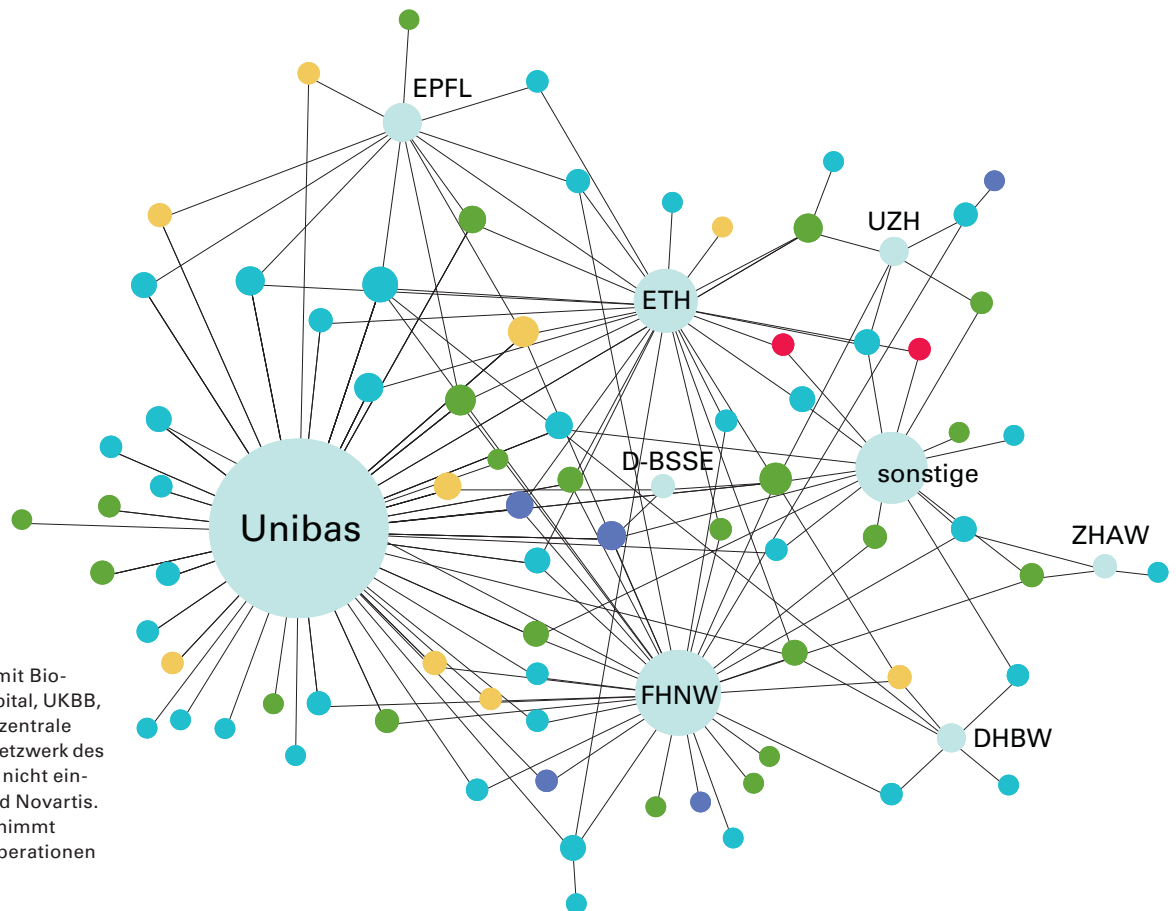 EPFL
UZH
ETH
D-BSSE
sonstige
Unibas
ZHAW
FHNW
DHBW
mit Bio-
pital, UKBB,
zentrale
etzwerk des
nicht ein-
d Novartis.
nimmt
perationen